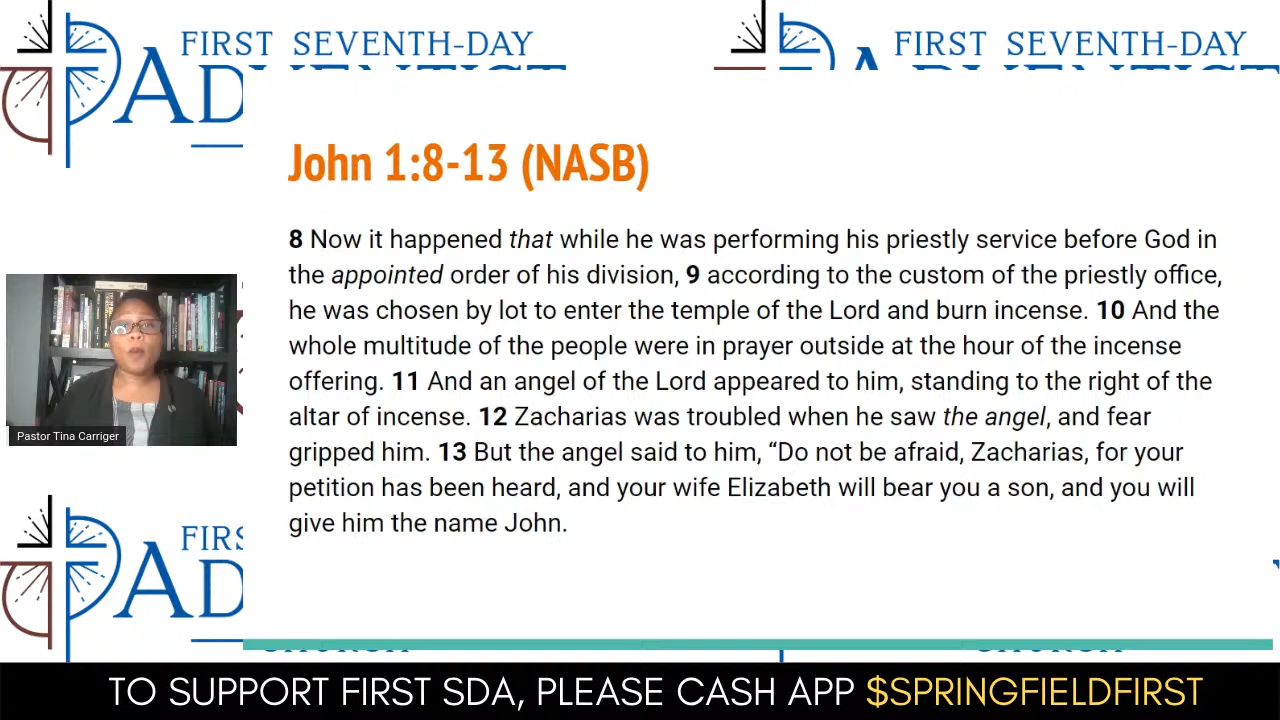 FIRST SEVENTH-DAY
FIRST SEVENTH-DAY
ADVENTIST
ADVENTIST
John 1:8-13 (NASB)
8 Now it happened that while he was performing his priestly service before God in
the appointed order of his division, 9 according to the custom of the priestly office,
he was chosen by lot to enter the temple of the Lord and burn incense. 10 And the
whole multitude of the people were in prayer outside at the hour of the incense
offering. 11 And an angel of the Lord appeared to him, standing to the right of the
altar of incense. 12 Zacharias was troubled when he saw the angel, and fear
gripped him. 13 But the angel said to him, “Do not be afraid, Zacharias, for your
petition has been heard, and your wife Elizabeth will bear you a son, and you will
give him the name John.
Pastor Tina Carriger
FIRS
AD
CHURCH
CHURCH
TO SUPPORT FIRST SDA, PLEASE CASH APP $SPRINGFIELDFIRST